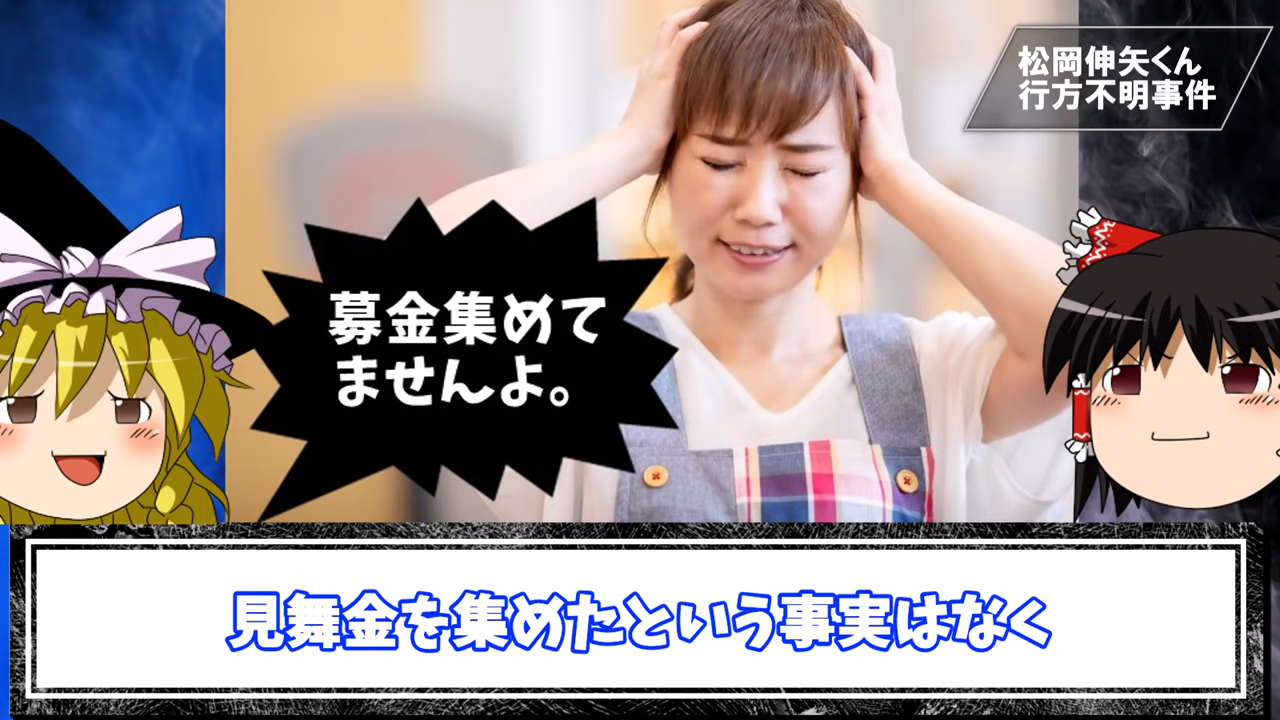 松岡伸矢くん
行方不明事件
募金集めて
ませんよ。
見舞金を集めたという事実はなく